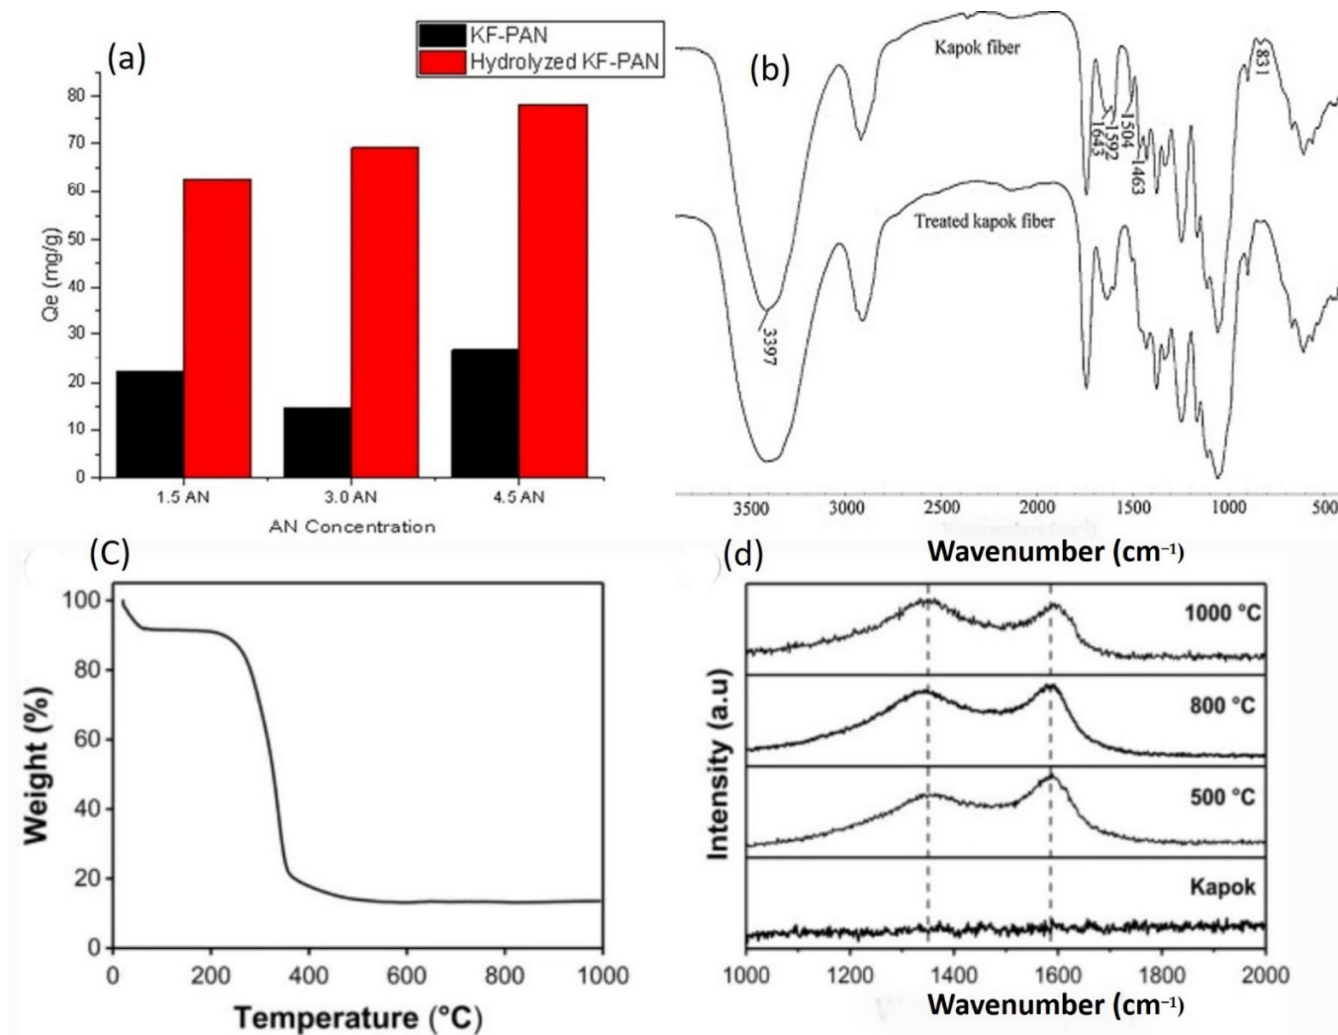 (a)
KF-PAN
Hydrolyzed KF-PAN
80
70
60
50
40
30
20
10
0
Qe (mg/g)
1.5 AN 3.0 AN 4.5 AN
AN Concentration
(b)
Kapok fiber
831
1643
1592
1504
1463
Treated kapok fiber
3397
3500 3000 2500 2000 1500 1000 500
Wavenumber (cm⁻¹)
(C)
100
80
60
40
20
0
Weight (%)
0 200 400 600 800 1000
Temperature (°C)
(d)
1000 °C
800 °C
500 °C
Kapok
Intensity (a.u)
1000 1200 1400 1600 1800 2000
Wavenumber (cm⁻¹)